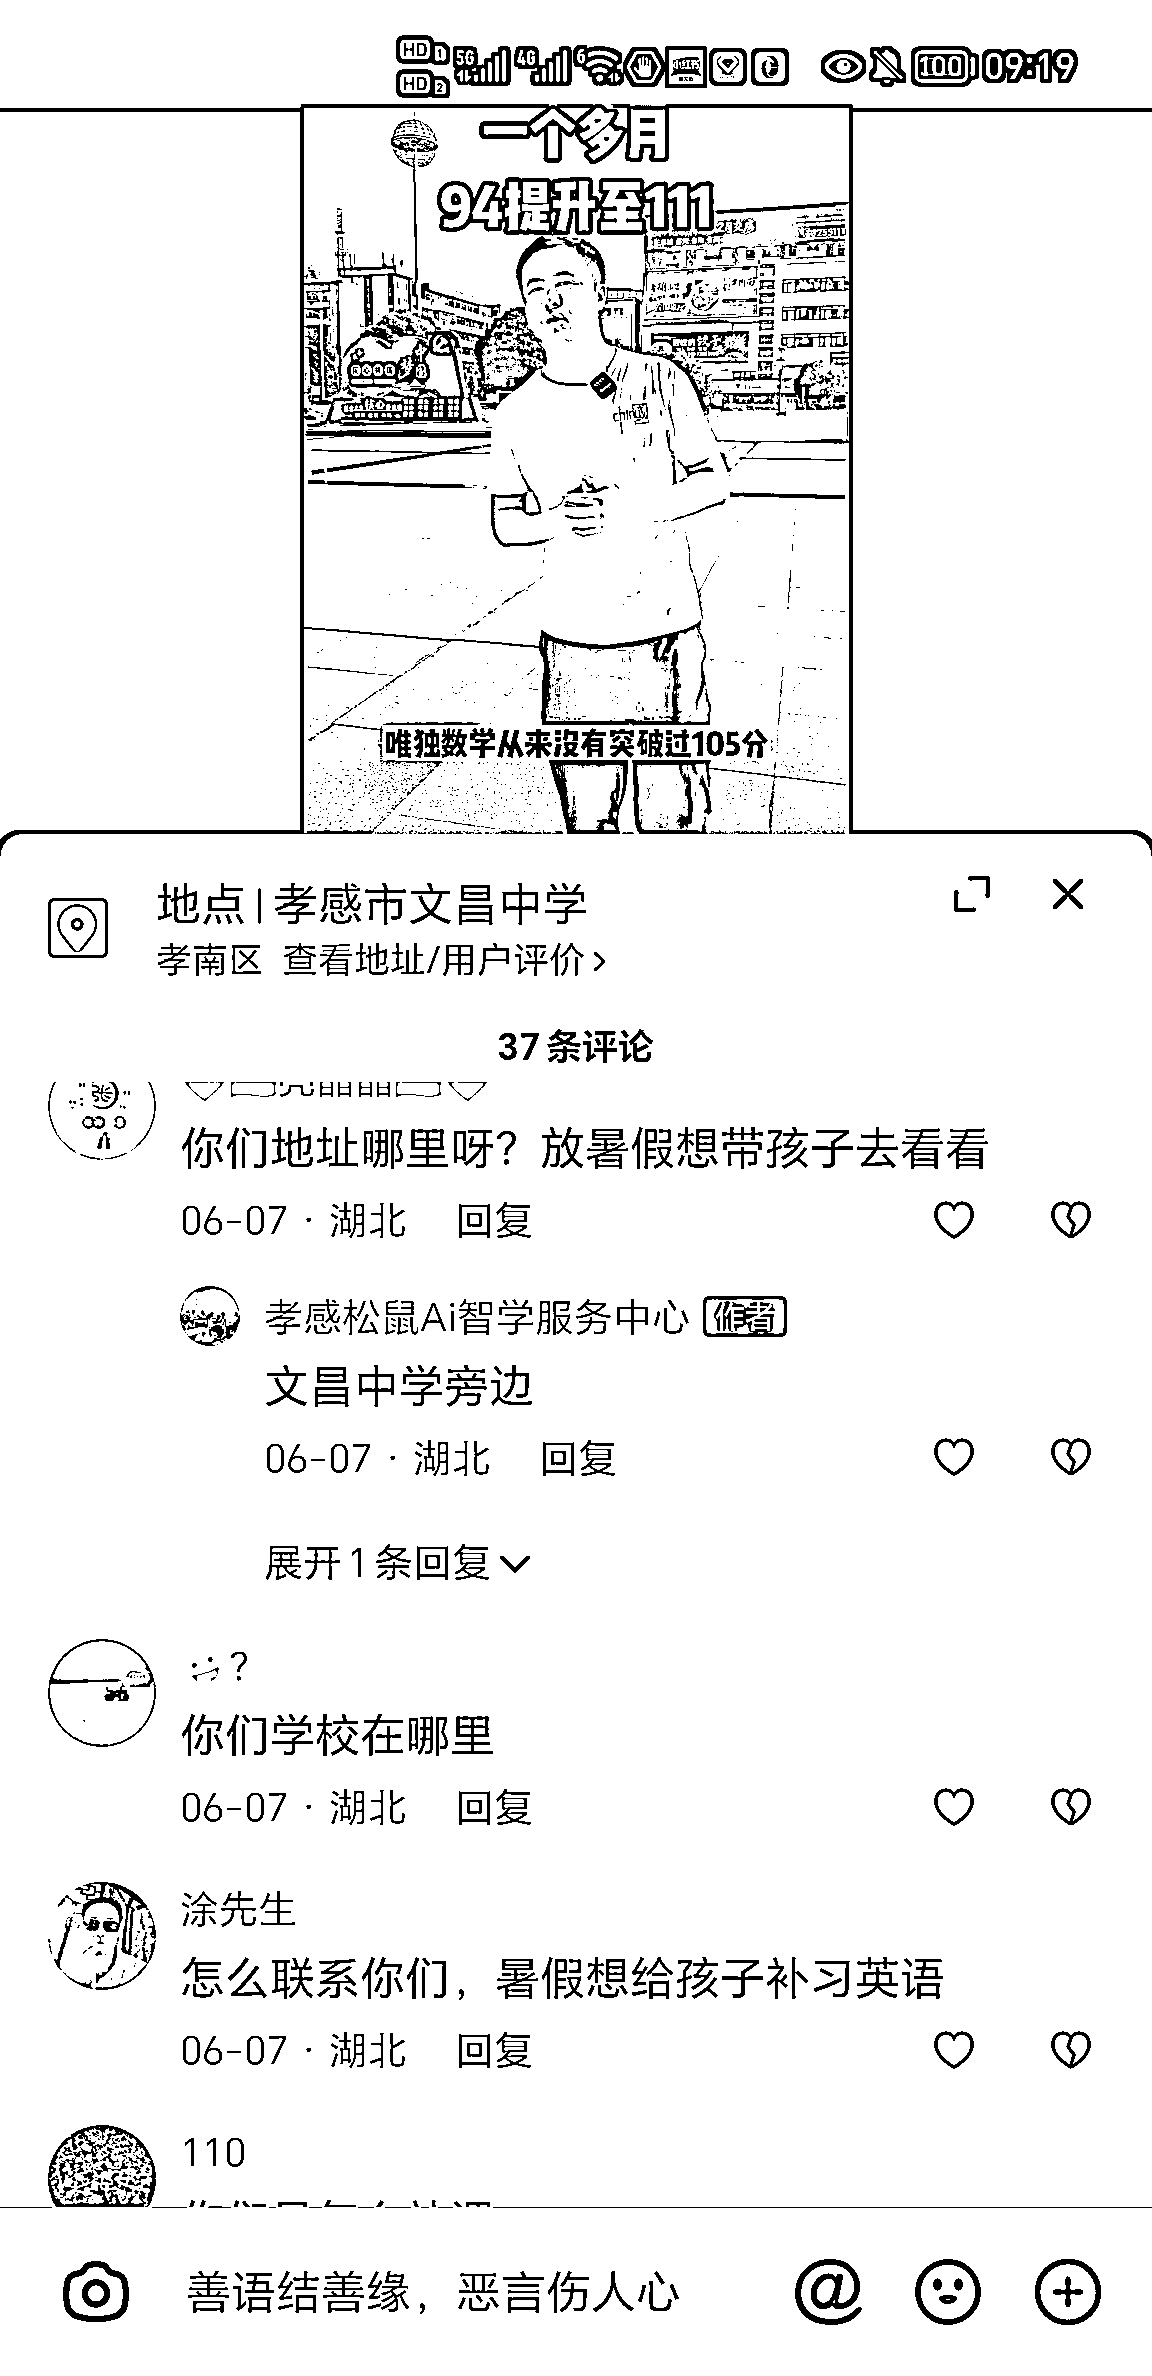 HD 1 5G 4G 6 100 09:19
HD 2
一个多月
94提升至111
china
唯独数学从来没有突破过105分
地点 | 孝感市文昌中学
孝南区 查看地址/用户评价 >
37条评论
你们地址哪里呀？放暑假想带孩子去看看
06-07 · 湖北 回复
孝感松鼠Ai智学服务中心 作者
文昌中学旁边
06-07 · 湖北 回复
展开1条回复
?
你们学校在哪里
06-07 · 湖北 回复
涂先生
怎么联系你们，暑假想给孩子补习英语
06-07 · 湖北 回复
110
善语结善缘，恶言伤人心